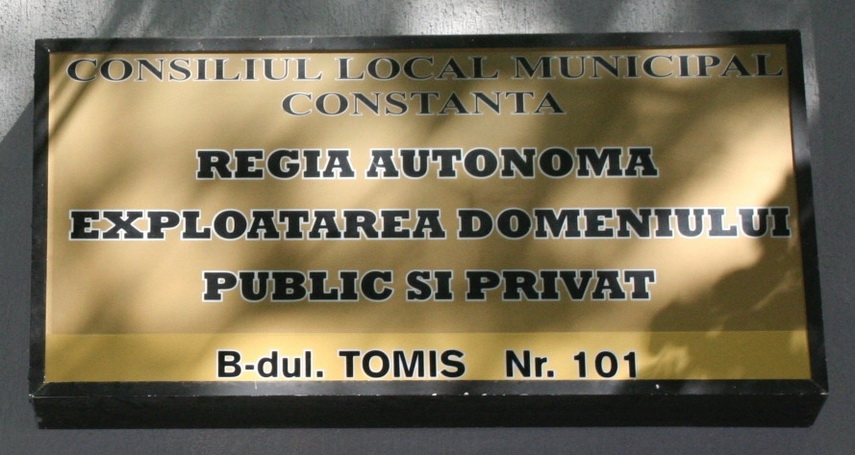 CONSILIUL LOCAL MUNICIPAL
CONSTANTA
REGIA AUTONOMA
EXPLOATAREA DOMENIULUI
PUBLIC SI PRIVAT
B-dul. TOMIS Nr. 101